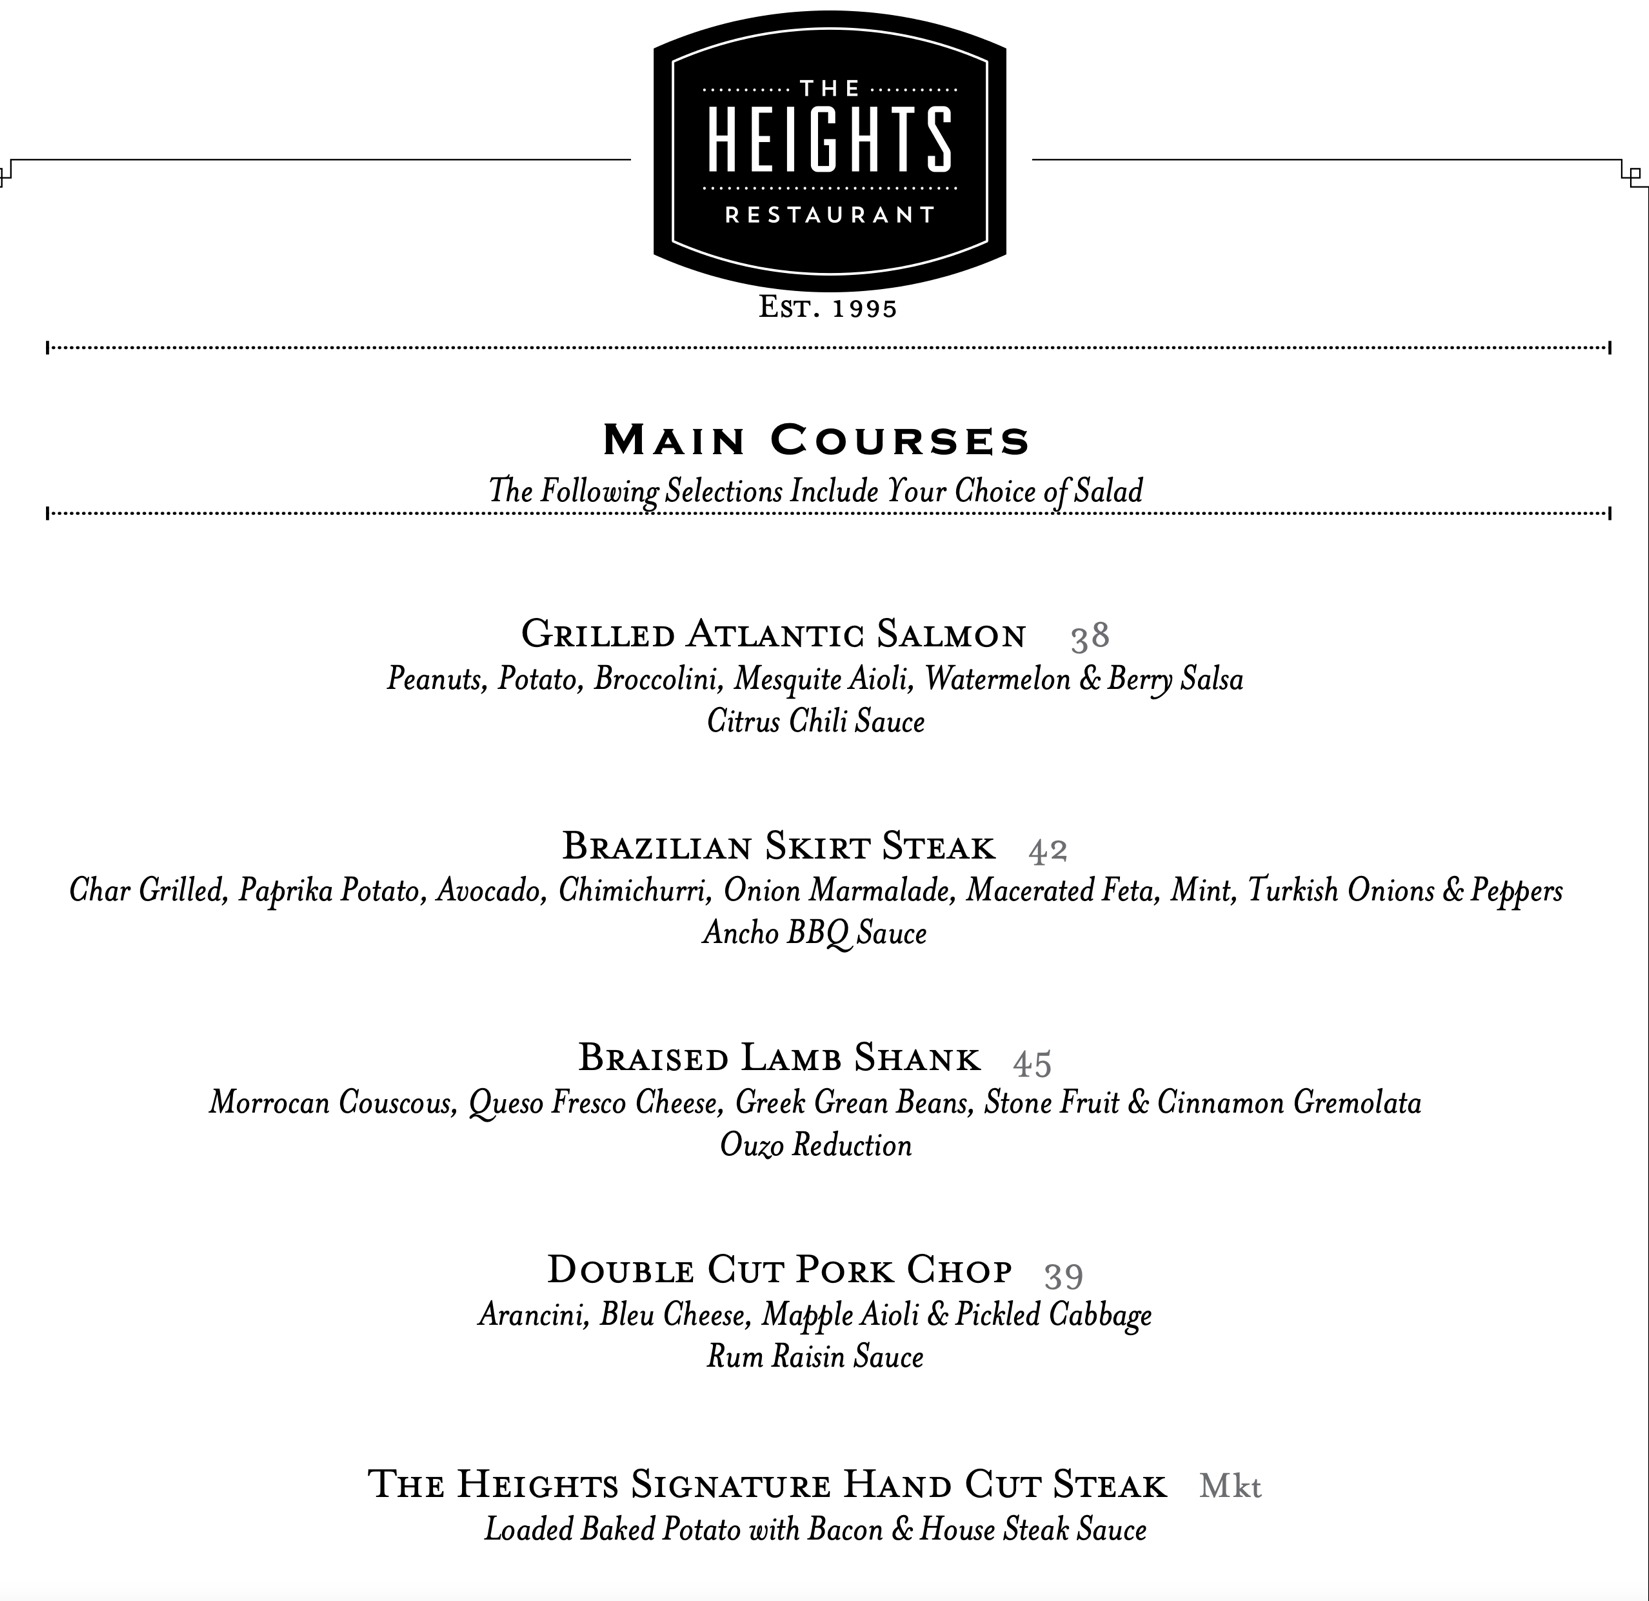 THE
HEIGHTS
RESTAURANT
EST. 1995
MAIN COURSES
The Following Selections Include Your Choice of Salad
GRILLED ATLANTIC SALMON 38
Peanuts, Potato, Broccolini, Mesquite Aioli, Watermelon & Berry Salsa
Citrus Chili Sauce
BRAZILIAN SKIRT STEAK 42
Char Grilled, Paprika Potato, Avocado, Chimichurri, Onion Marmalade, Macerated Feta, Mint, Turkish Onions & Peppers
Ancho BBQ Sauce
BRAISED LAMB SHANK 45
Morrocan Couscous, Queso Fresco Cheese, Greek Grean Beans, Stone Fruit & Cinnamon Gremolata
Ouzo Reduction
DOUBLE CUT PORK CHOP 39
Arancini, Bleu Cheese, Mapple Aioli & Pickled Cabbage
Rum Raisin Sauce
THE HEIGHTS SIGNATURE HAND CUT STEAK Mkt
Loaded Baked Potato with Bacon & House Steak Sauce